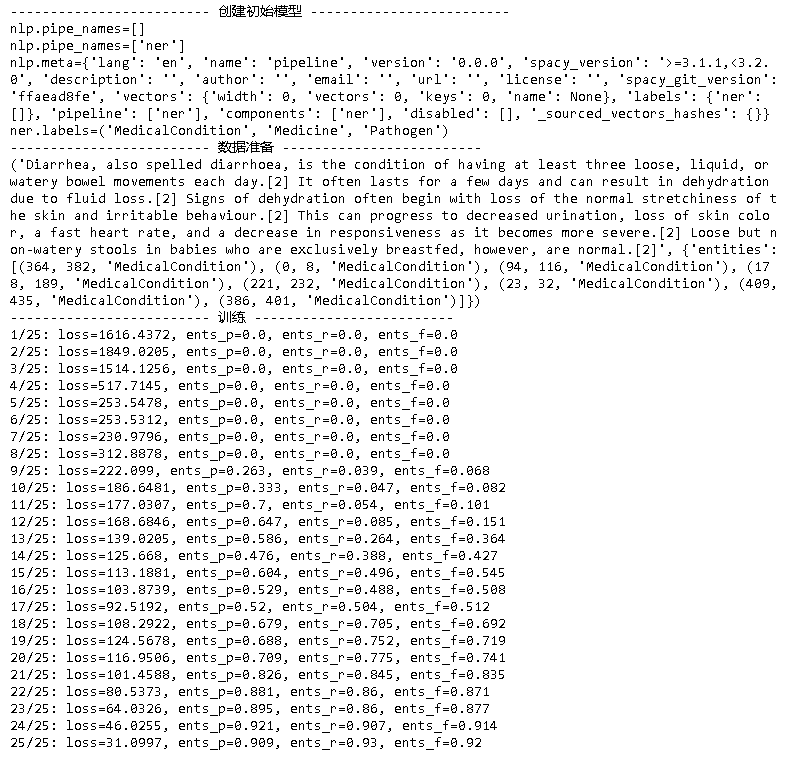 ------------------------ 创建初始模型 ------------------------
nlp.pipe_names=[]
nlp.pipe_names=['ner']
nlp.meta={'lang': 'en', 'name': 'pipeline', 'version': '0.0.0', 'spacy_version': '>=3.1.1,<3.2.
0', 'description': '', 'author': '', 'email': '', 'url': '', 'license': '', 'spacy_git_version':
'ffaead8fe', 'vectors': {'width': 0, 'vectors': 0, 'keys': 0, 'name': None}, 'labels': {'ner':
[]}, 'pipeline': ['ner'], 'components': ['ner'], 'disabled': [], '_sourced_vectors_hashes': {}}
ner.labels=('MedicalCondition', 'Medicine', 'Pathogen')
------------------------ 数据准备 ------------------------
('Diarrhea, also spelled diarrhoea, is the condition of having at least three loose, liquid, or
watery bowel movements each day.[2] It often lasts for a few days and can result in dehydration
due to fluid loss.[2] Signs of dehydration often begin with loss of the normal stretchiness of t
he skin and irritable behaviour.[2] This can progress to decreased urination, loss of skin colo
r, a fast heart rate, and a decrease in responsiveness as it becomes more severe.[2] Loose but n
on-watery stools in babies who are exclusively breastfed, however, are normal.[2]', {'entities':
[(364, 382, 'MedicalCondition'), (0, 8, 'MedicalCondition'), (94, 116, 'MedicalCondition'), (17
8, 189, 'MedicalCondition'), (221, 232, 'MedicalCondition'), (23, 32, 'MedicalCondition'), (409,
435, 'MedicalCondition'), (386, 401, 'MedicalCondition')]})
------------------------ 训练 ------------------------
1/25: loss=1616.4372, ents_p=0.0, ents_r=0.0, ents_f=0.0
2/25: loss=1849.0205, ents_p=0.0, ents_r=0.0, ents_f=0.0
3/25: loss=1514.1256, ents_p=0.0, ents_r=0.0, ents_f=0.0
4/25: loss=517.7145, ents_p=0.0, ents_r=0.0, ents_f=0.0
5/25: loss=253.5478, ents_p=0.0, ents_r=0.0, ents_f=0.0
6/25: loss=253.5312, ents_p=0.0, ents_r=0.0, ents_f=0.0
7/25: loss=230.9796, ents_p=0.0, ents_r=0.0, ents_f=0.0
8/25: loss=312.8878, ents_p=0.0, ents_r=0.0, ents_f=0.0
9/25: loss=222.099, ents_p=0.263, ents_r=0.039, ents_f=0.068
10/25: loss=186.6481, ents_p=0.333, ents_r=0.047, ents_f=0.082
11/25: loss=177.0307, ents_p=0.7, ents_r=0.054, ents_f=0.101
12/25: loss=168.6846, ents_p=0.647, ents_r=0.085, ents_f=0.151
13/25: loss=139.0205, ents_p=0.586, ents_r=0.264, ents_f=0.364
14/25: loss=125.668, ents_p=0.476, ents_r=0.388, ents_f=0.427
15/25: loss=113.1881, ents_p=0.604, ents_r=0.496, ents_f=0.545
16/25: loss=103.8739, ents_p=0.529, ents_r=0.488, ents_f=0.508
17/25: loss=92.5192, ents_p=0.52, ents_r=0.504, ents_f=0.512
18/25: loss=108.2922, ents_p=0.679, ents_r=0.705, ents_f=0.692
19/25: loss=124.5678, ents_p=0.688, ents_r=0.752, ents_f=0.719
20/25: loss=116.9506, ents_p=0.709, ents_r=0.775, ents_f=0.741
21/25: loss=101.4588, ents_p=0.826, ents_r=0.845, ents_f=0.835
22/25: loss=80.5373, ents_p=0.881, ents_r=0.86, ents_f=0.871
23/25: loss=64.0326, ents_p=0.895, ents_r=0.86, ents_f=0.877
24/25: loss=46.0255, ents_p=0.921, ents_r=0.907, ents_f=0.914
25/25: loss=31.0997, ents_p=0.909, ents_r=0.93, ents_f=0.92